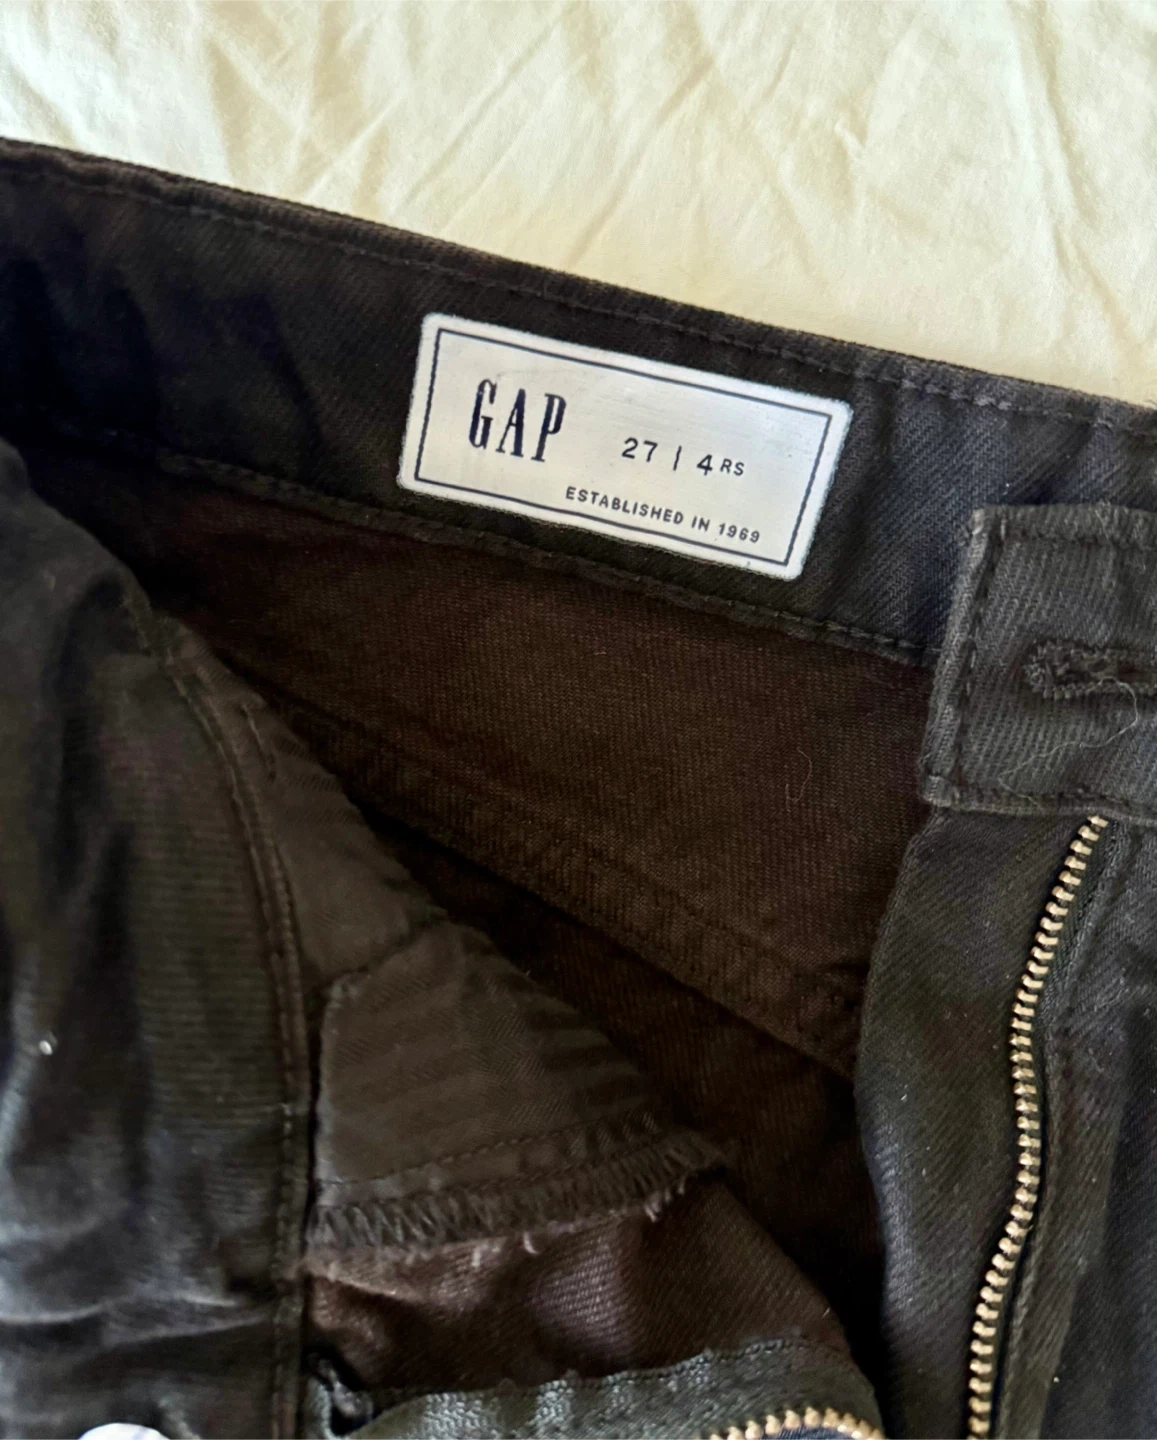 GAP 27 | 4 RS
ESTABLISHED IN 1969